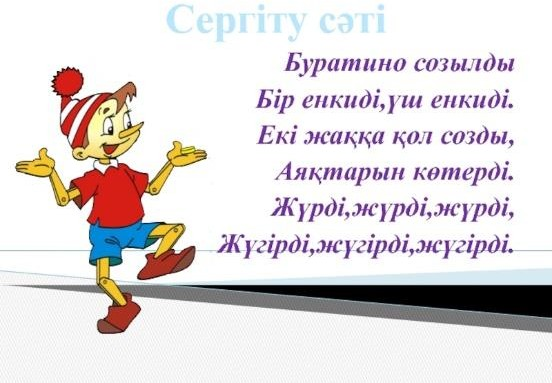 Сергіту сәті
Буратино созылды
Бір енкиді,үш енкиді.
Екі жаққа қол созды,
Аяқтарын көтерді.
Жүрді,жүрді,жүрді,
Жүгірді,жүгірді,жүгірді.